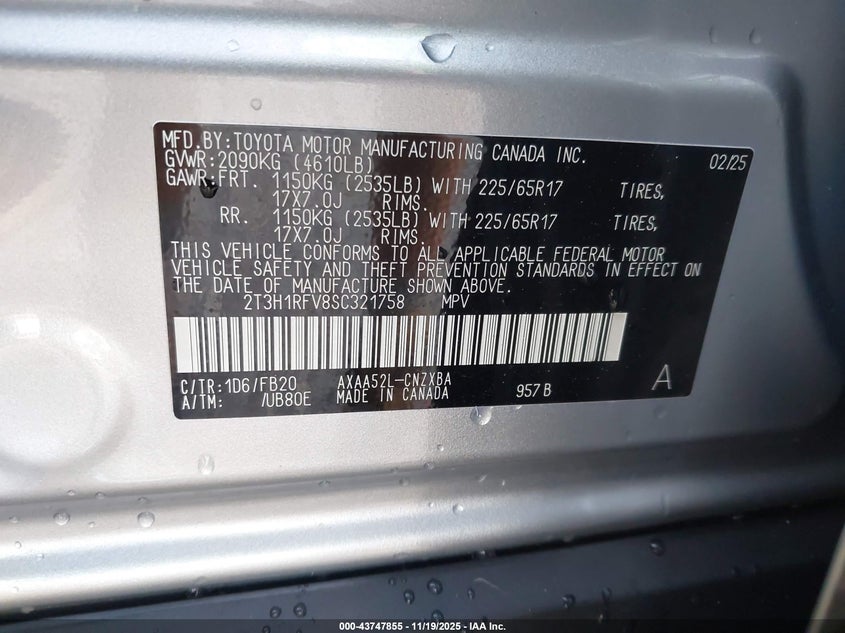 MFD.BY:TOYOTA MOTOR MANUFACTURING CANADA INC. 02/25
GVWR:2090KG (4610LB)
GAWR:FRT. 1150KG (2535LB) WITH 225/65R17 TIRES,
17X7.0J RIMS.
RR. 1150KG (2535LB) WITH 225/65R17 TIRES,
17X7.0J RIMS.
THIS VEHICLE CONFORMS TO ALL APPLICABLE FEDERAL MOTOR
VEHICLE SAFETY AND THEFT PREVENTION STANDARDS IN EFFECT ON
THE DATE OF MANUFACTURE SHOWN ABOVE.
2T3H1RFV8SC321758 MPV
C/TR:1D6/FB20 AXAA52L-CNZXBA A
A/TM: /UB80E MADE IN CANADA 957B
000-43747855 - 11/19/2025 - IAA Inc.